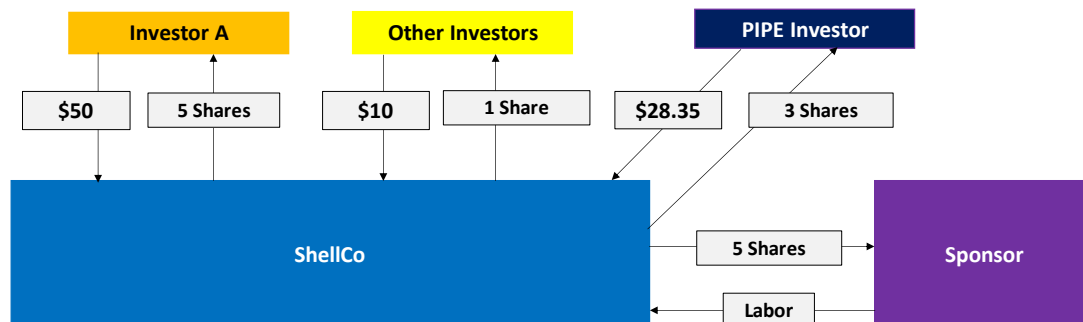 Investor A
Other Investors
PIPE Investor
$50
5 Shares
$10
1 Share
$28.35
3 Shares
ShellCo
5 Shares
Sponsor
Labor